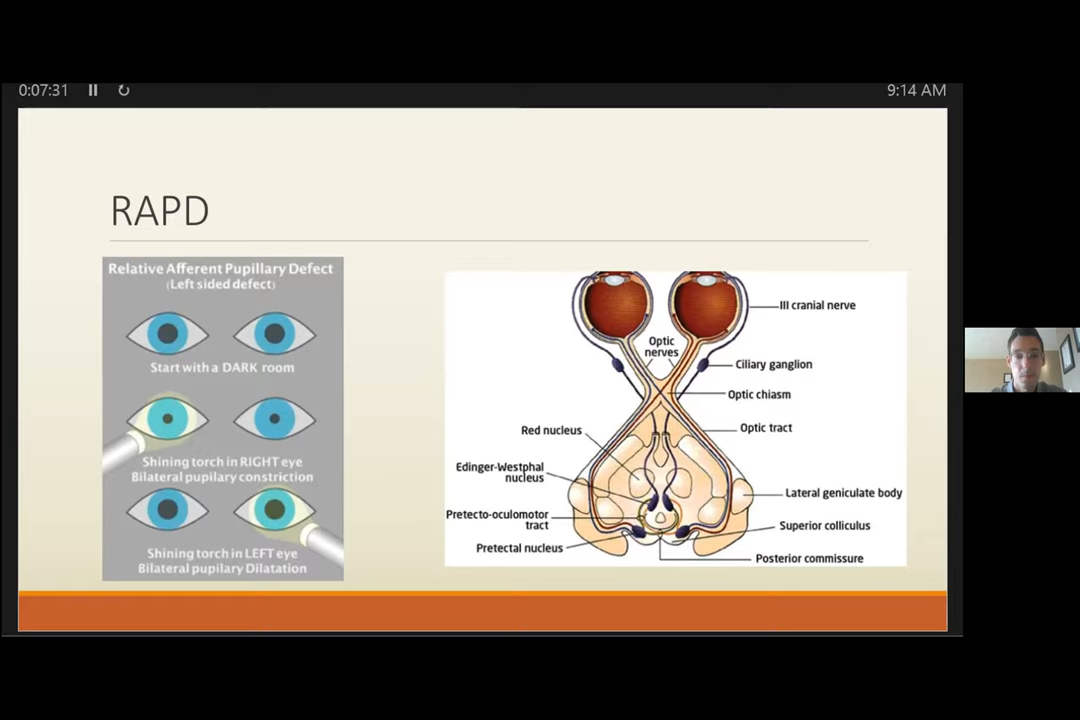 0:07:31
9:14 AM
RAPD
Relative Afferent Pupillary Defect
(Left sided defect)
Start with a DARK room
Shining torch in RIGHT eye
Bilateral pupillary constriction
Shining torch in LEFT eye
Bilateral pupillary Dilatation
III cranial nerve
Optic
nerves
Ciliary ganglion
Optic chiasm
Red nucleus
Optic tract
Edinger-Westphal
nucleus
Lateral geniculate body
Pretecto-oculomotor
tract
Superior colliculus
Pretectal nucleus
Posterior commissure